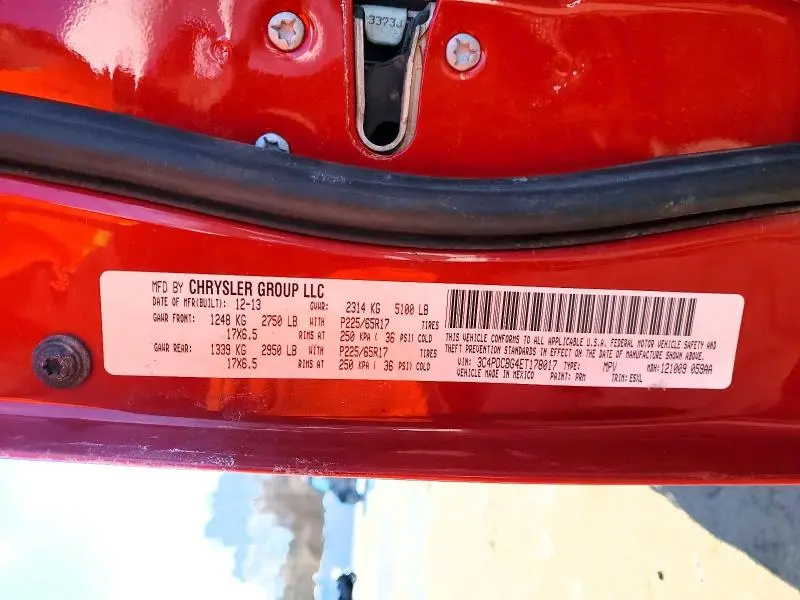 3373J
MFD BY CHRYSLER GROUP LLC
DATE OF MFR(BUILT): 12-13 GVWR: 2314 KG 5100 LB
GAWR FRONT: 1248 KG 2750 LB WITH P225/65R17 TIRES
17X6.5 RIMS AT 250 KPA ( 36 PSI) COLD
GAWR REAR: 1339 KG 2950 LB WITH P225/65R17 TIRES
17X6.5 RIMS AT 250 KPA ( 36 PSI) COLD
THIS VEHICLE CONFORMS TO ALL APPLICABLE U.S.A. FEDERAL MOTOR VEHICLE SAFETY AND
THEFT PREVENTION STANDARDS IN EFFECT ON THE DATE OF MANUFACTURE SHOWN ABOVE.
VIN: 3C4PDCBG4ET178017 TYPE: MPV MDH:121009 059AA
VEHICLE MADE IN MEXICO PAINT: PRM TRIM: ESXL